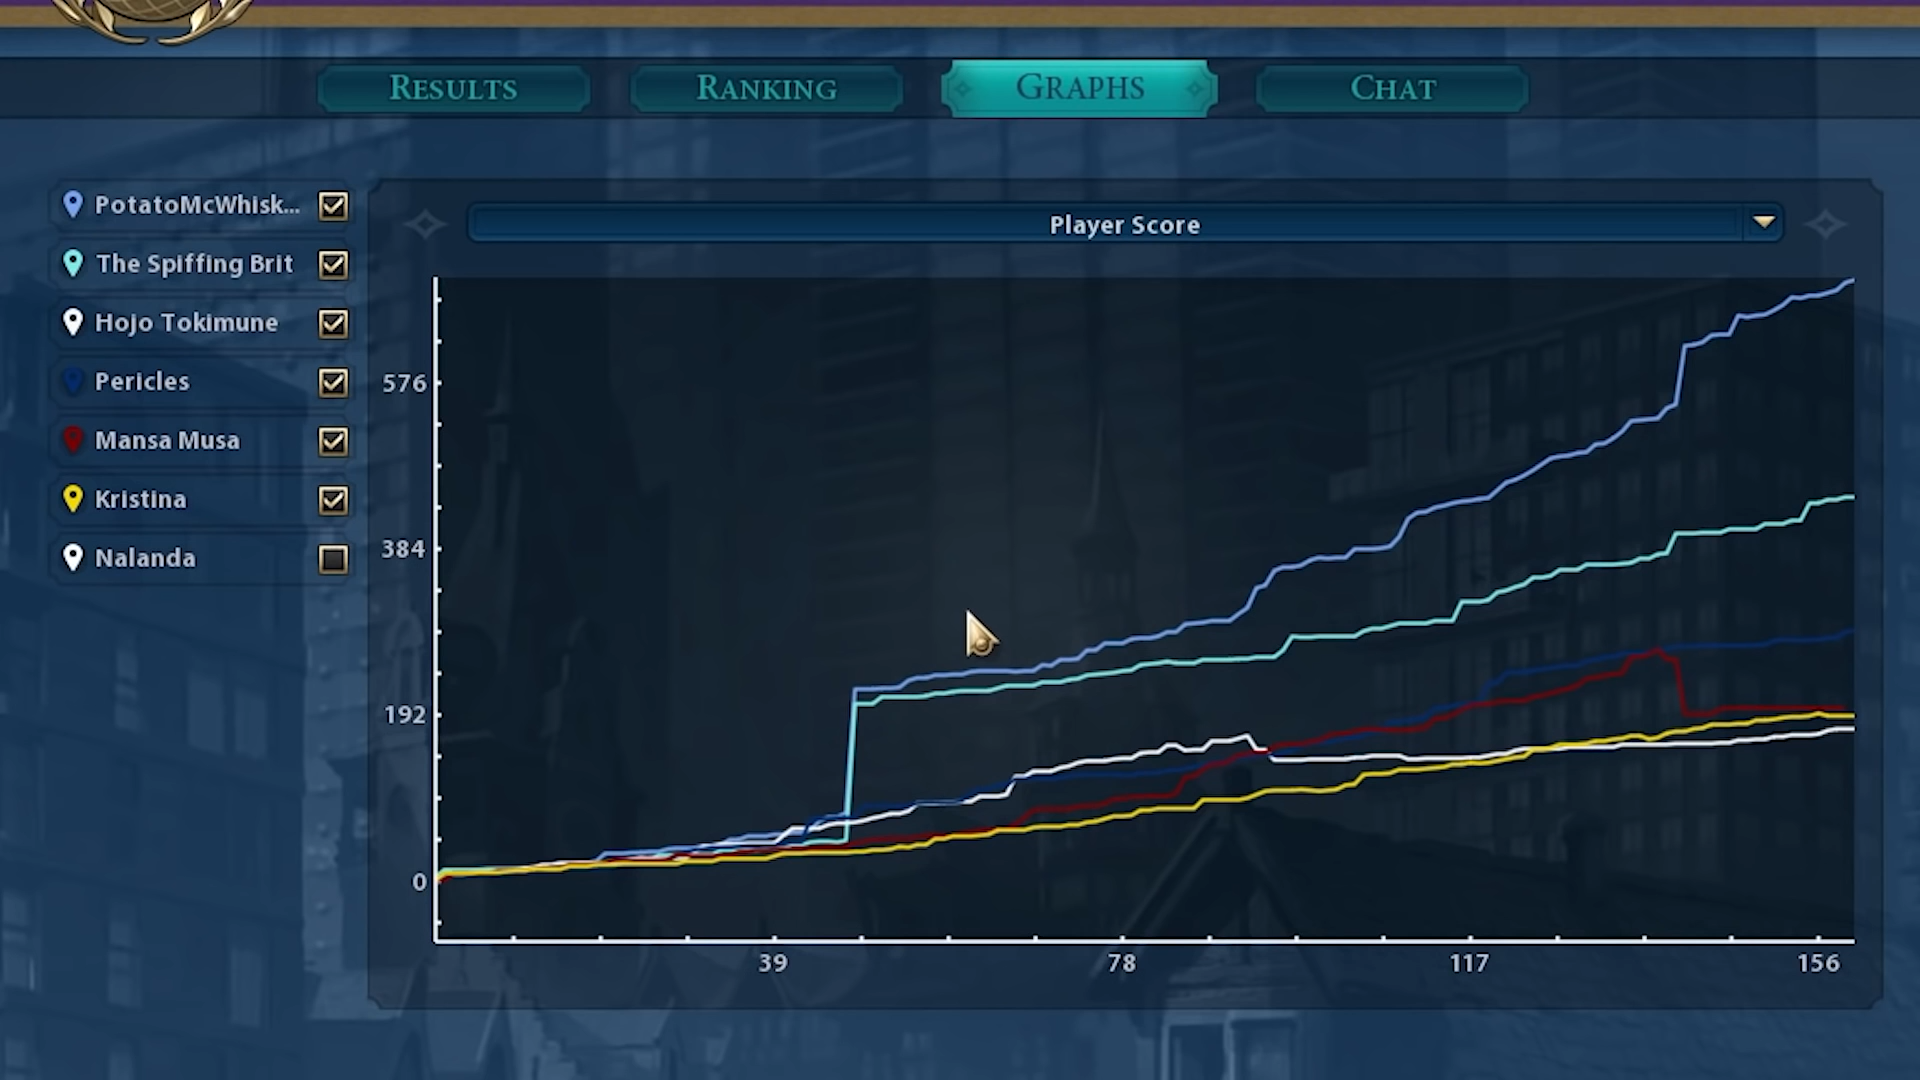 RESULTS
RANKING
GRAPHS
CHAT
PotatoMcWhisk...
The Spiffing Brit
Hojo Tokimune
Pericles
Mansa Musa
Kristina
Nalanda
Player Score
576
384
192
0
39
78
117
156